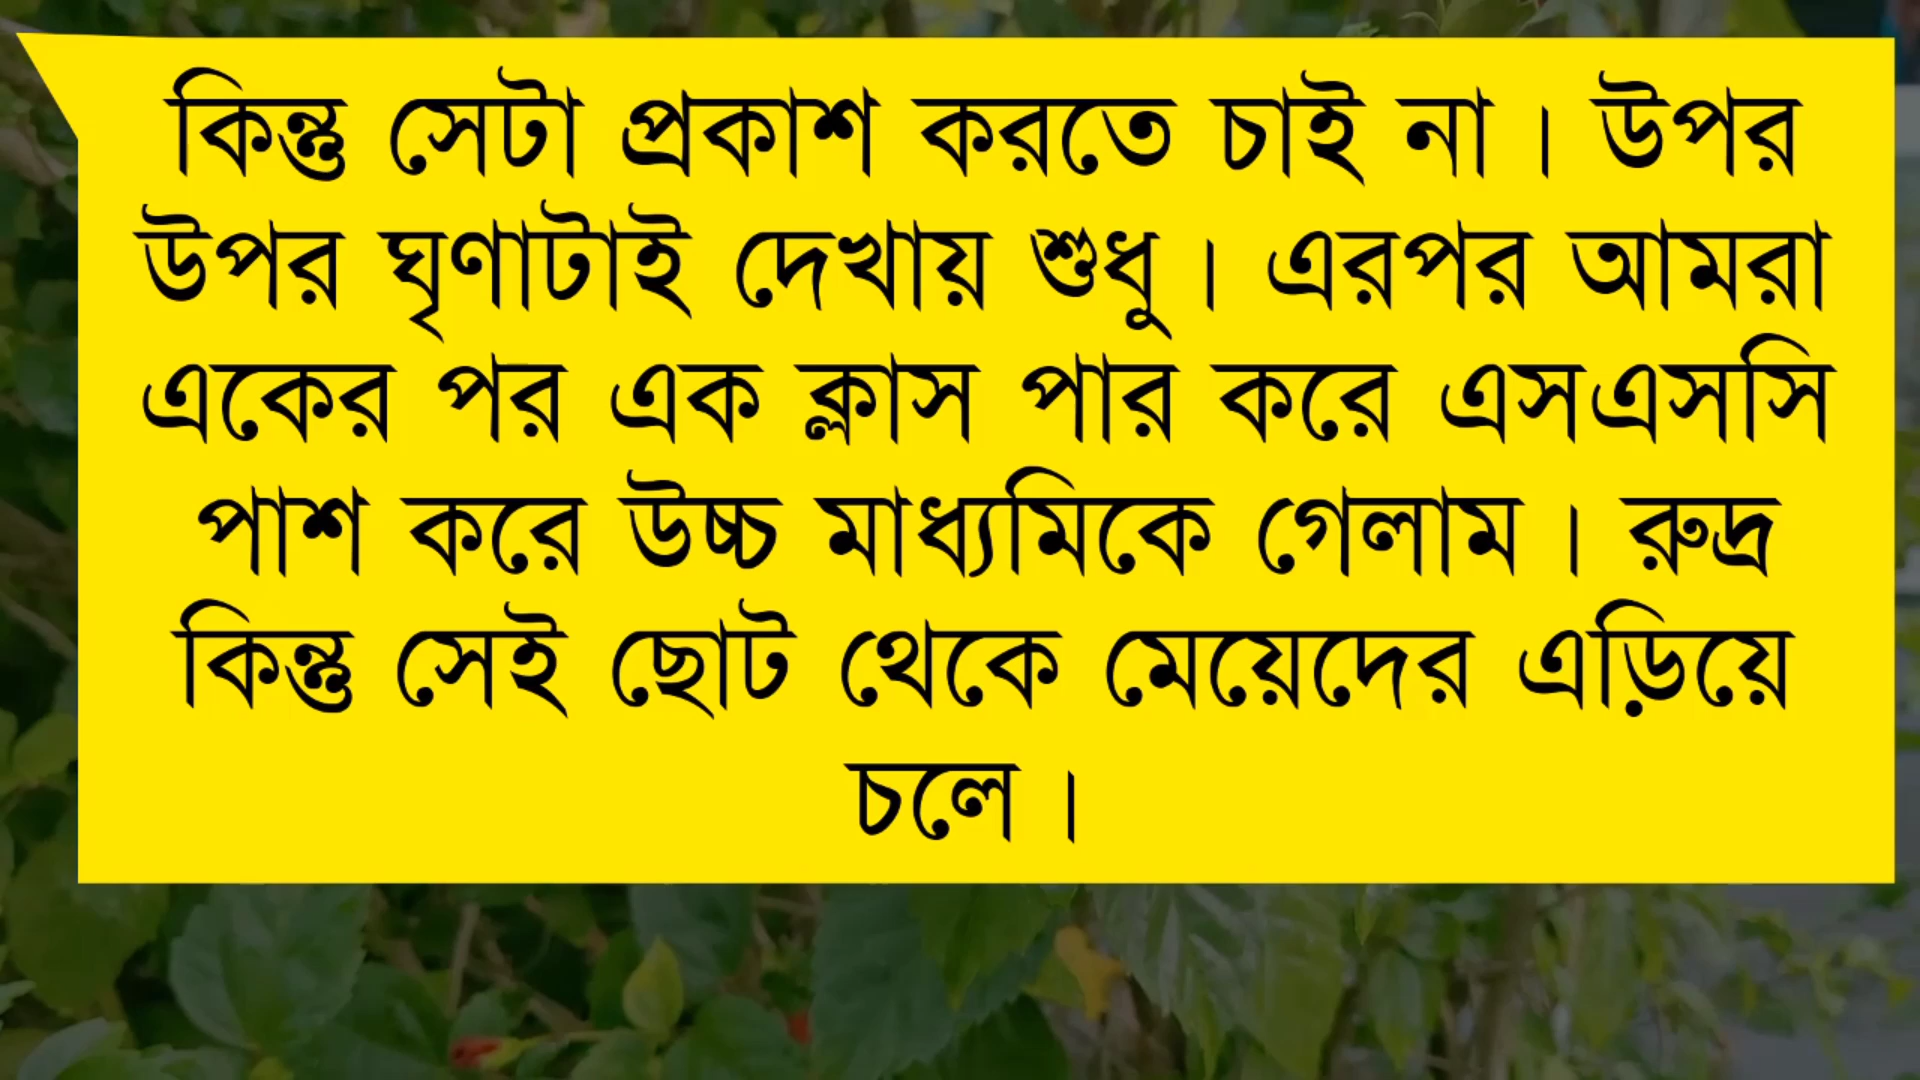 কিন্তু সেটা প্রকাশ করতে চাই না। উপর
উপর ঘৃণাটাই দেখায় শুধু। এরপর আমরা
একের পর এক ক্লাস পার করে এসএসসি
পাশ করে উচ্চ মাধ্যমিকে গেলাম। রুদ্র
কিন্তু সেই ছোট থেকে মেয়েদের এড়িয়ে
চলে।